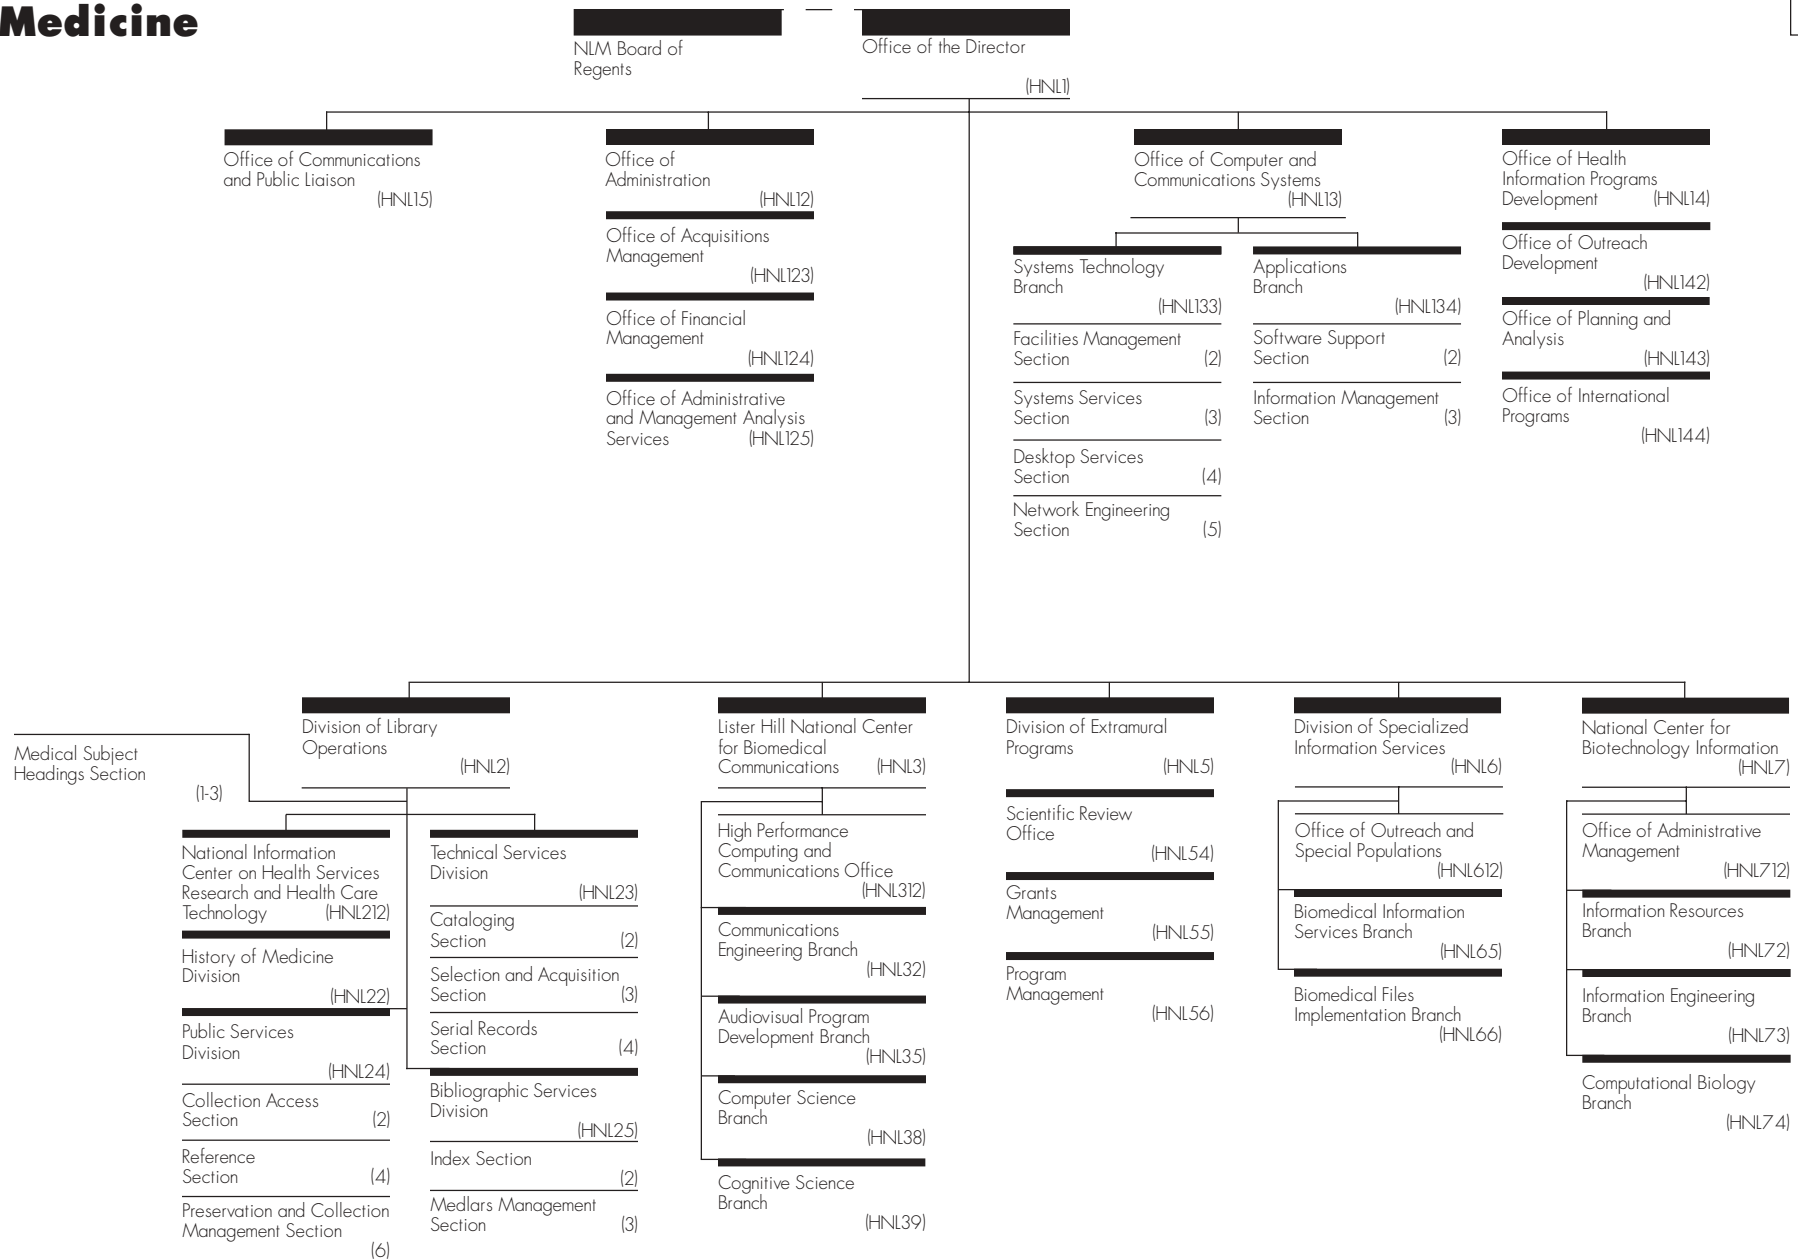 Medicine
NLM Board of
Regents
Office of the Director
(HNL1)
Office of Communications
and Public Liaison
(HNL15)
Office of
Administration
(HNL12)
Office of Acquisitions
Management
(HNL123)
Office of Financial
Management
(HNL124)
Office of Administrative
and Management Analysis
Services (HNL125)
Office of Computer and
Communications Systems
(HNL13)
Systems Technology
Branch
(HNL133)
Facilities Management
Section (2)
Systems Services
Section (3)
Desktop Services
Section (4)
Network Engineering
Section (5)
Applications
Branch
(HNL134)
Software Support
Section (2)
Information Management
Section (3)
Office of Health
Information Programs
Development (HNL14)
Office of Outreach
Development
(HNL142)
Office of Planning and
Analysis
(HNL143)
Office of International
Programs
(HNL144)
Medical Subject
Headings Section
(1-3)
Division of Library
Operations
(HNL2)
National Information
Center on Health Services
Research and Health Care
Technology (HNL212)
History of Medicine
Division
(HNL22)
Public Services
Division
(HNL24)
Collection Access
Section (2)
Reference
Section (4)
Preservation and Collection
Management Section
(6)
Technical Services
Division
(HNL23)
Cataloging
Section (2)
Selection and Acquisition
Section (3)
Serial Records
Section (4)
Bibliographic Services
Division
(HNL25)
Index Section
(2)
Medlars Management
Section (3)
Lister Hill National Center
for Biomedical
Communications (HNL3)
High Performance
Computing and
Communications Office
(HNL312)
Communications
Engineering Branch
(HNL32)
Audiovisual Program
Development Branch
(HNL35)
Computer Science
Branch
(HNL38)
Cognitive Science
Branch
(HNL39)
Division of Extramural
Programs
(HNL5)
Scientific Review
Office
(HNL54)
Grants
Management
(HNL55)
Program
Management
(HNL56)
Division of Specialized
Information Services
(HNL6)
Office of Outreach and
Special Populations
(HNL612)
Biomedical Information
Services Branch
(HNL65)
Biomedical Files
Implementation Branch
(HNL66)
National Center for
Biotechnology Information
(HNL7)
Office of Administrative
Management
(HNL712)
Information Resources
Branch
(HNL72)
Information Engineering
Branch
(HNL73)
Computational Biology
Branch
(HNL74)